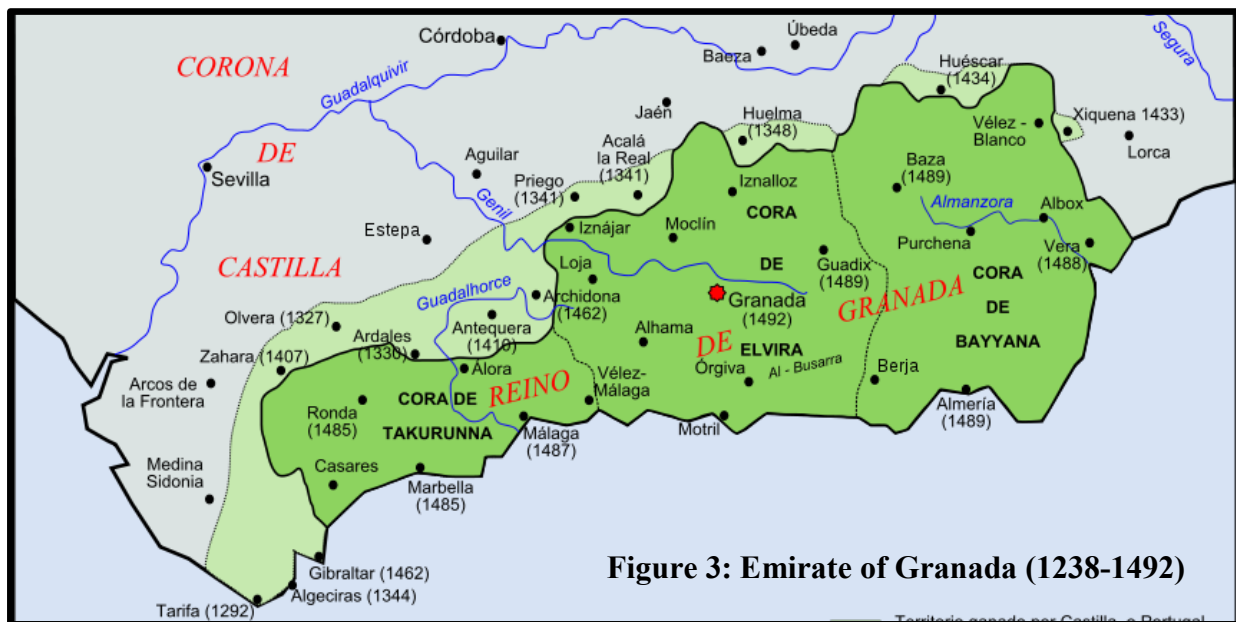 CORONA
DE
CASTILLA
Córdoba
Guadalquivir
Sevilla
Baeza
Úbeda
Segura
Jaén
Huelma
(1348)
Huéscar
(1434)
Vélez -
Blanco
Xiquena 1433)
Lorca
Aguilar
Priego
(1341)
Acalá
la Real
(1341)
Genil
Estepa
Iznájar
Iznalloz
Moclín
CORA
DE
ELVIRA
Baza
(1489)
Almanzora
Albox
Purchena
Vera
(1488)
Guadix
(1489)
CORA
DE
BAYYANA
Loja
Guadalhorce
Archidona
(1462)
Granada
(1492)
REINO
DE
GRANADA
Olvera (1327)
Ardales
(1330)
Antequera
(1410)
Zahara (1407)
Arcos de
la Frontera
Alhama
Álora
Vélez-
Málaga
Órgiva
Al - Busarra
Berja
Ronda
(1485)
CORA DE
TAKURUNNA
Málaga
(1487)
Motril
Almería
(1489)
Medina
Sidonia
Casares
Marbella
(1485)
Gibraltar (1462)
Algeciras (1344)
Tarifa (1292)
Figure 3: Emirate of Granada (1238-1492)